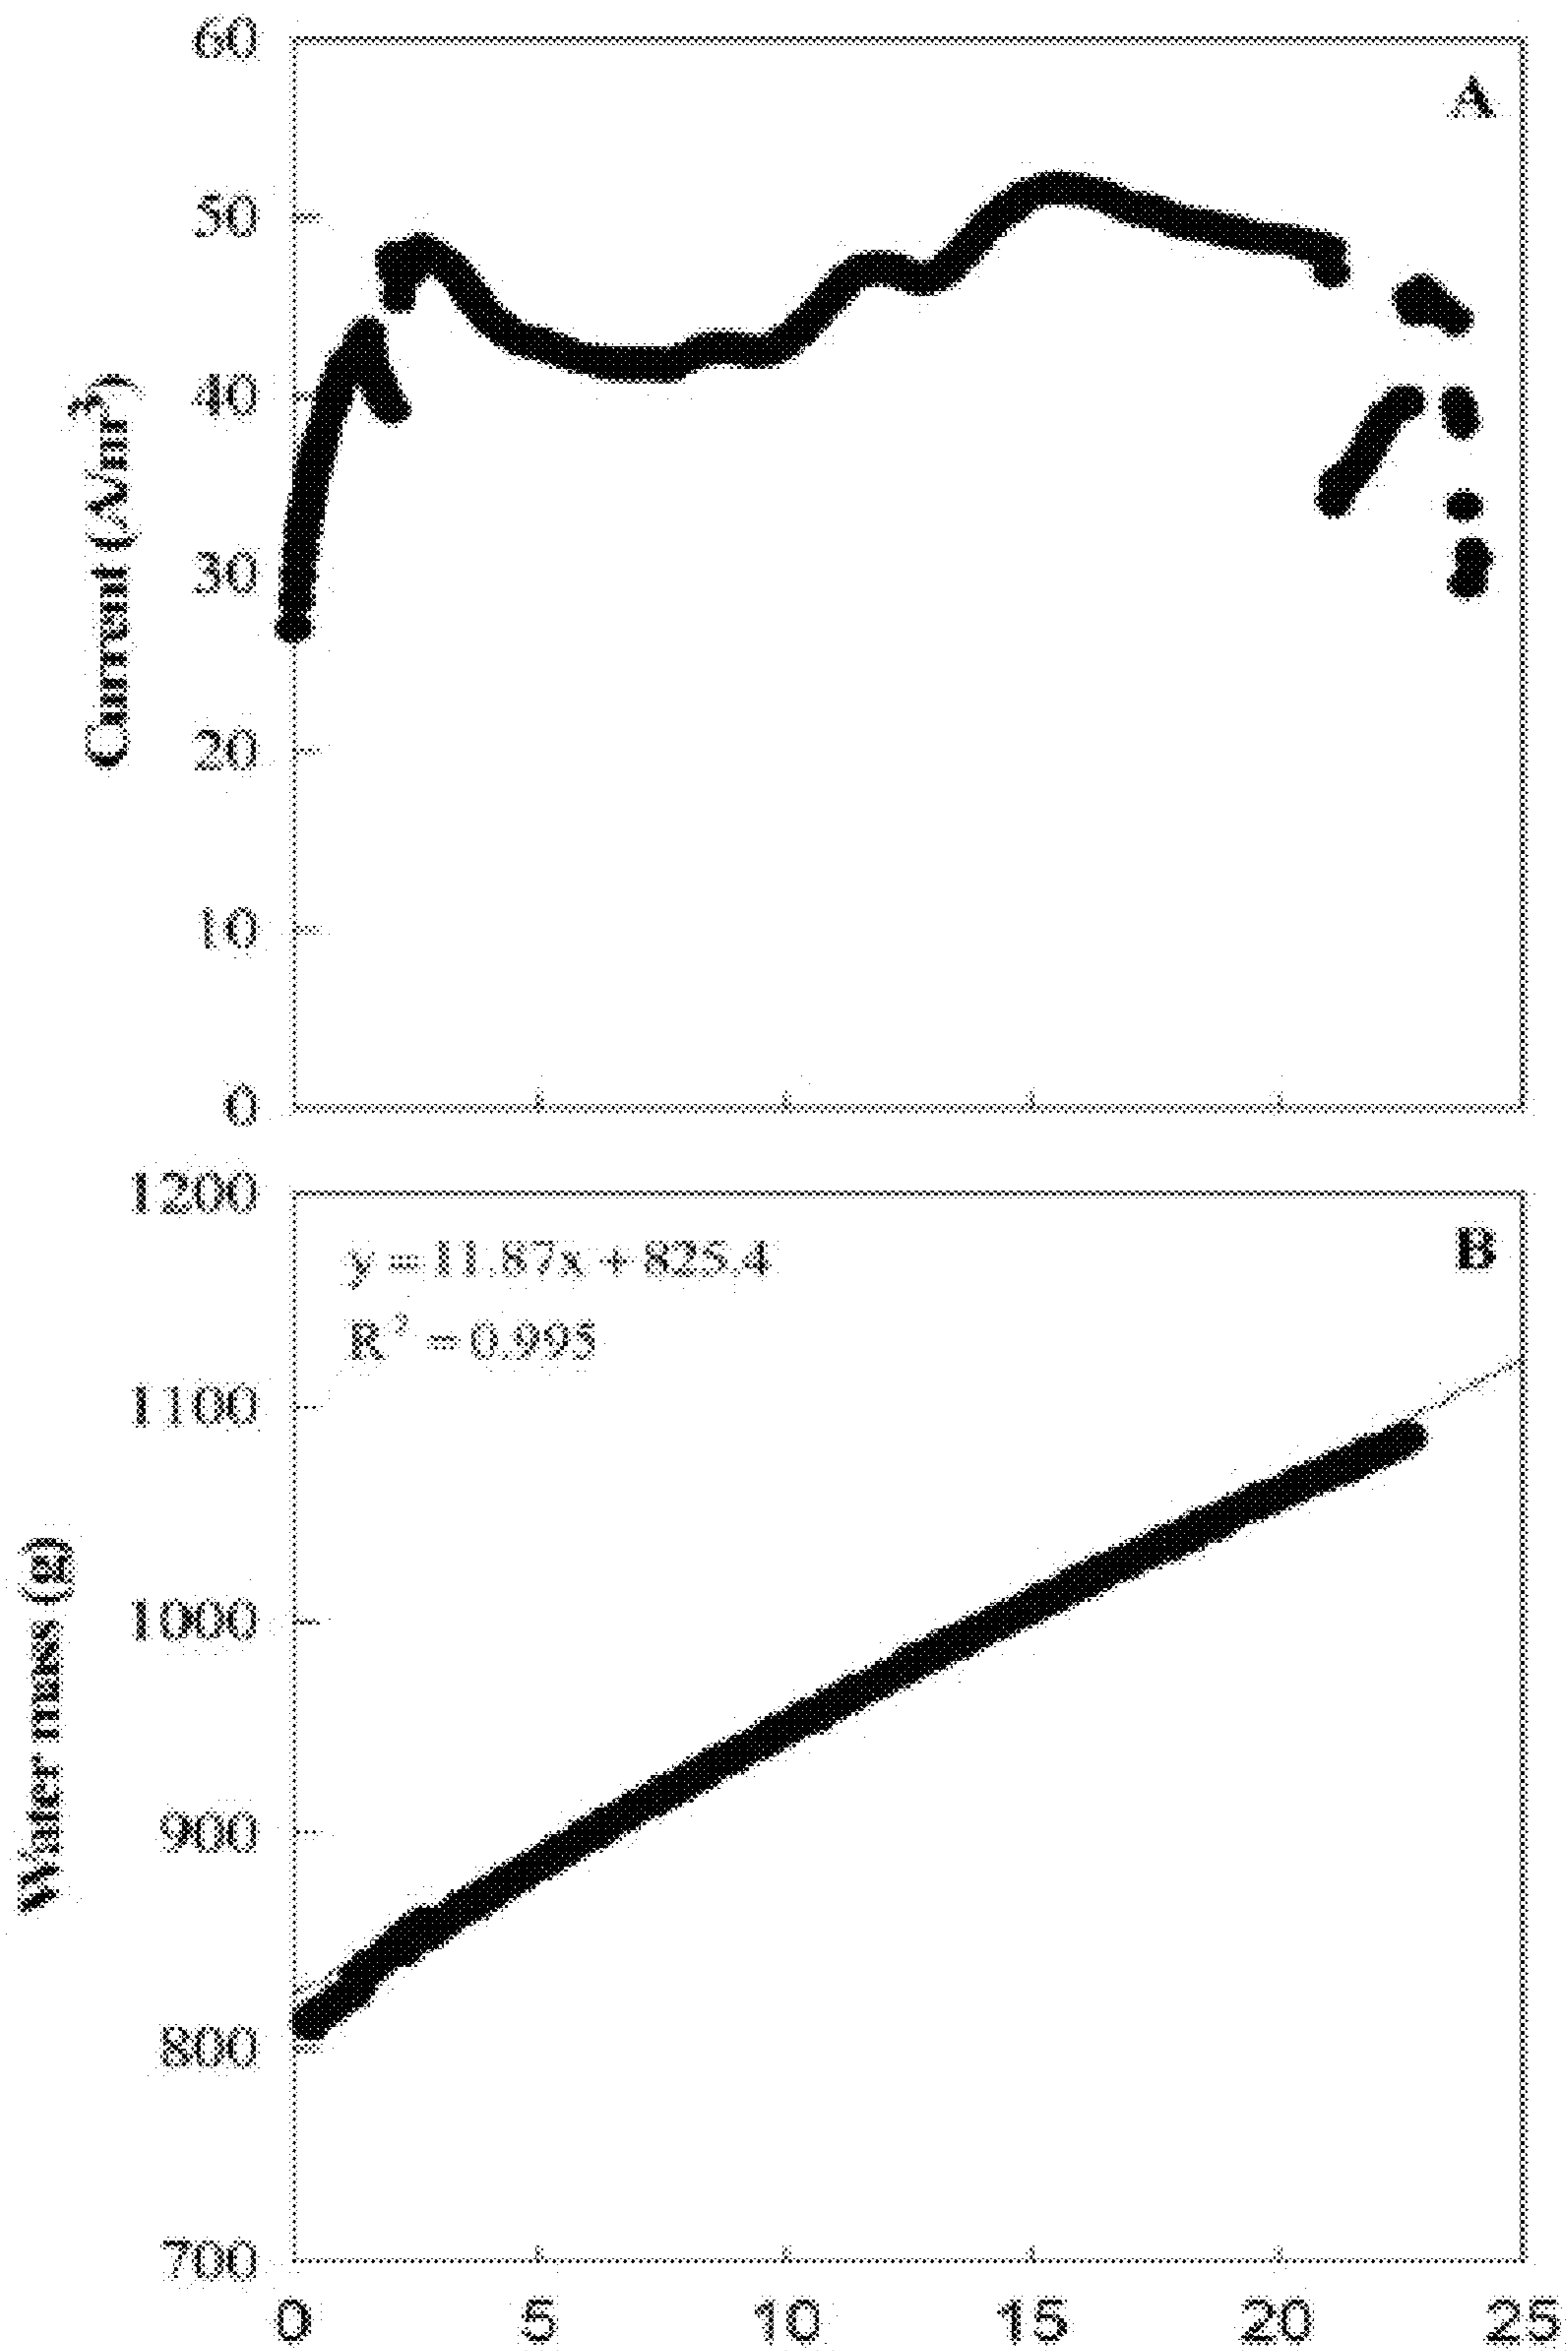 A
60
50
40
30
20
10
0
Current (A/m³)
B
1200
1100
1000
900
800
700
Water mass (g)
y = 11.87x + 825.4
R² = 0.995
0 5 10 15 20 25